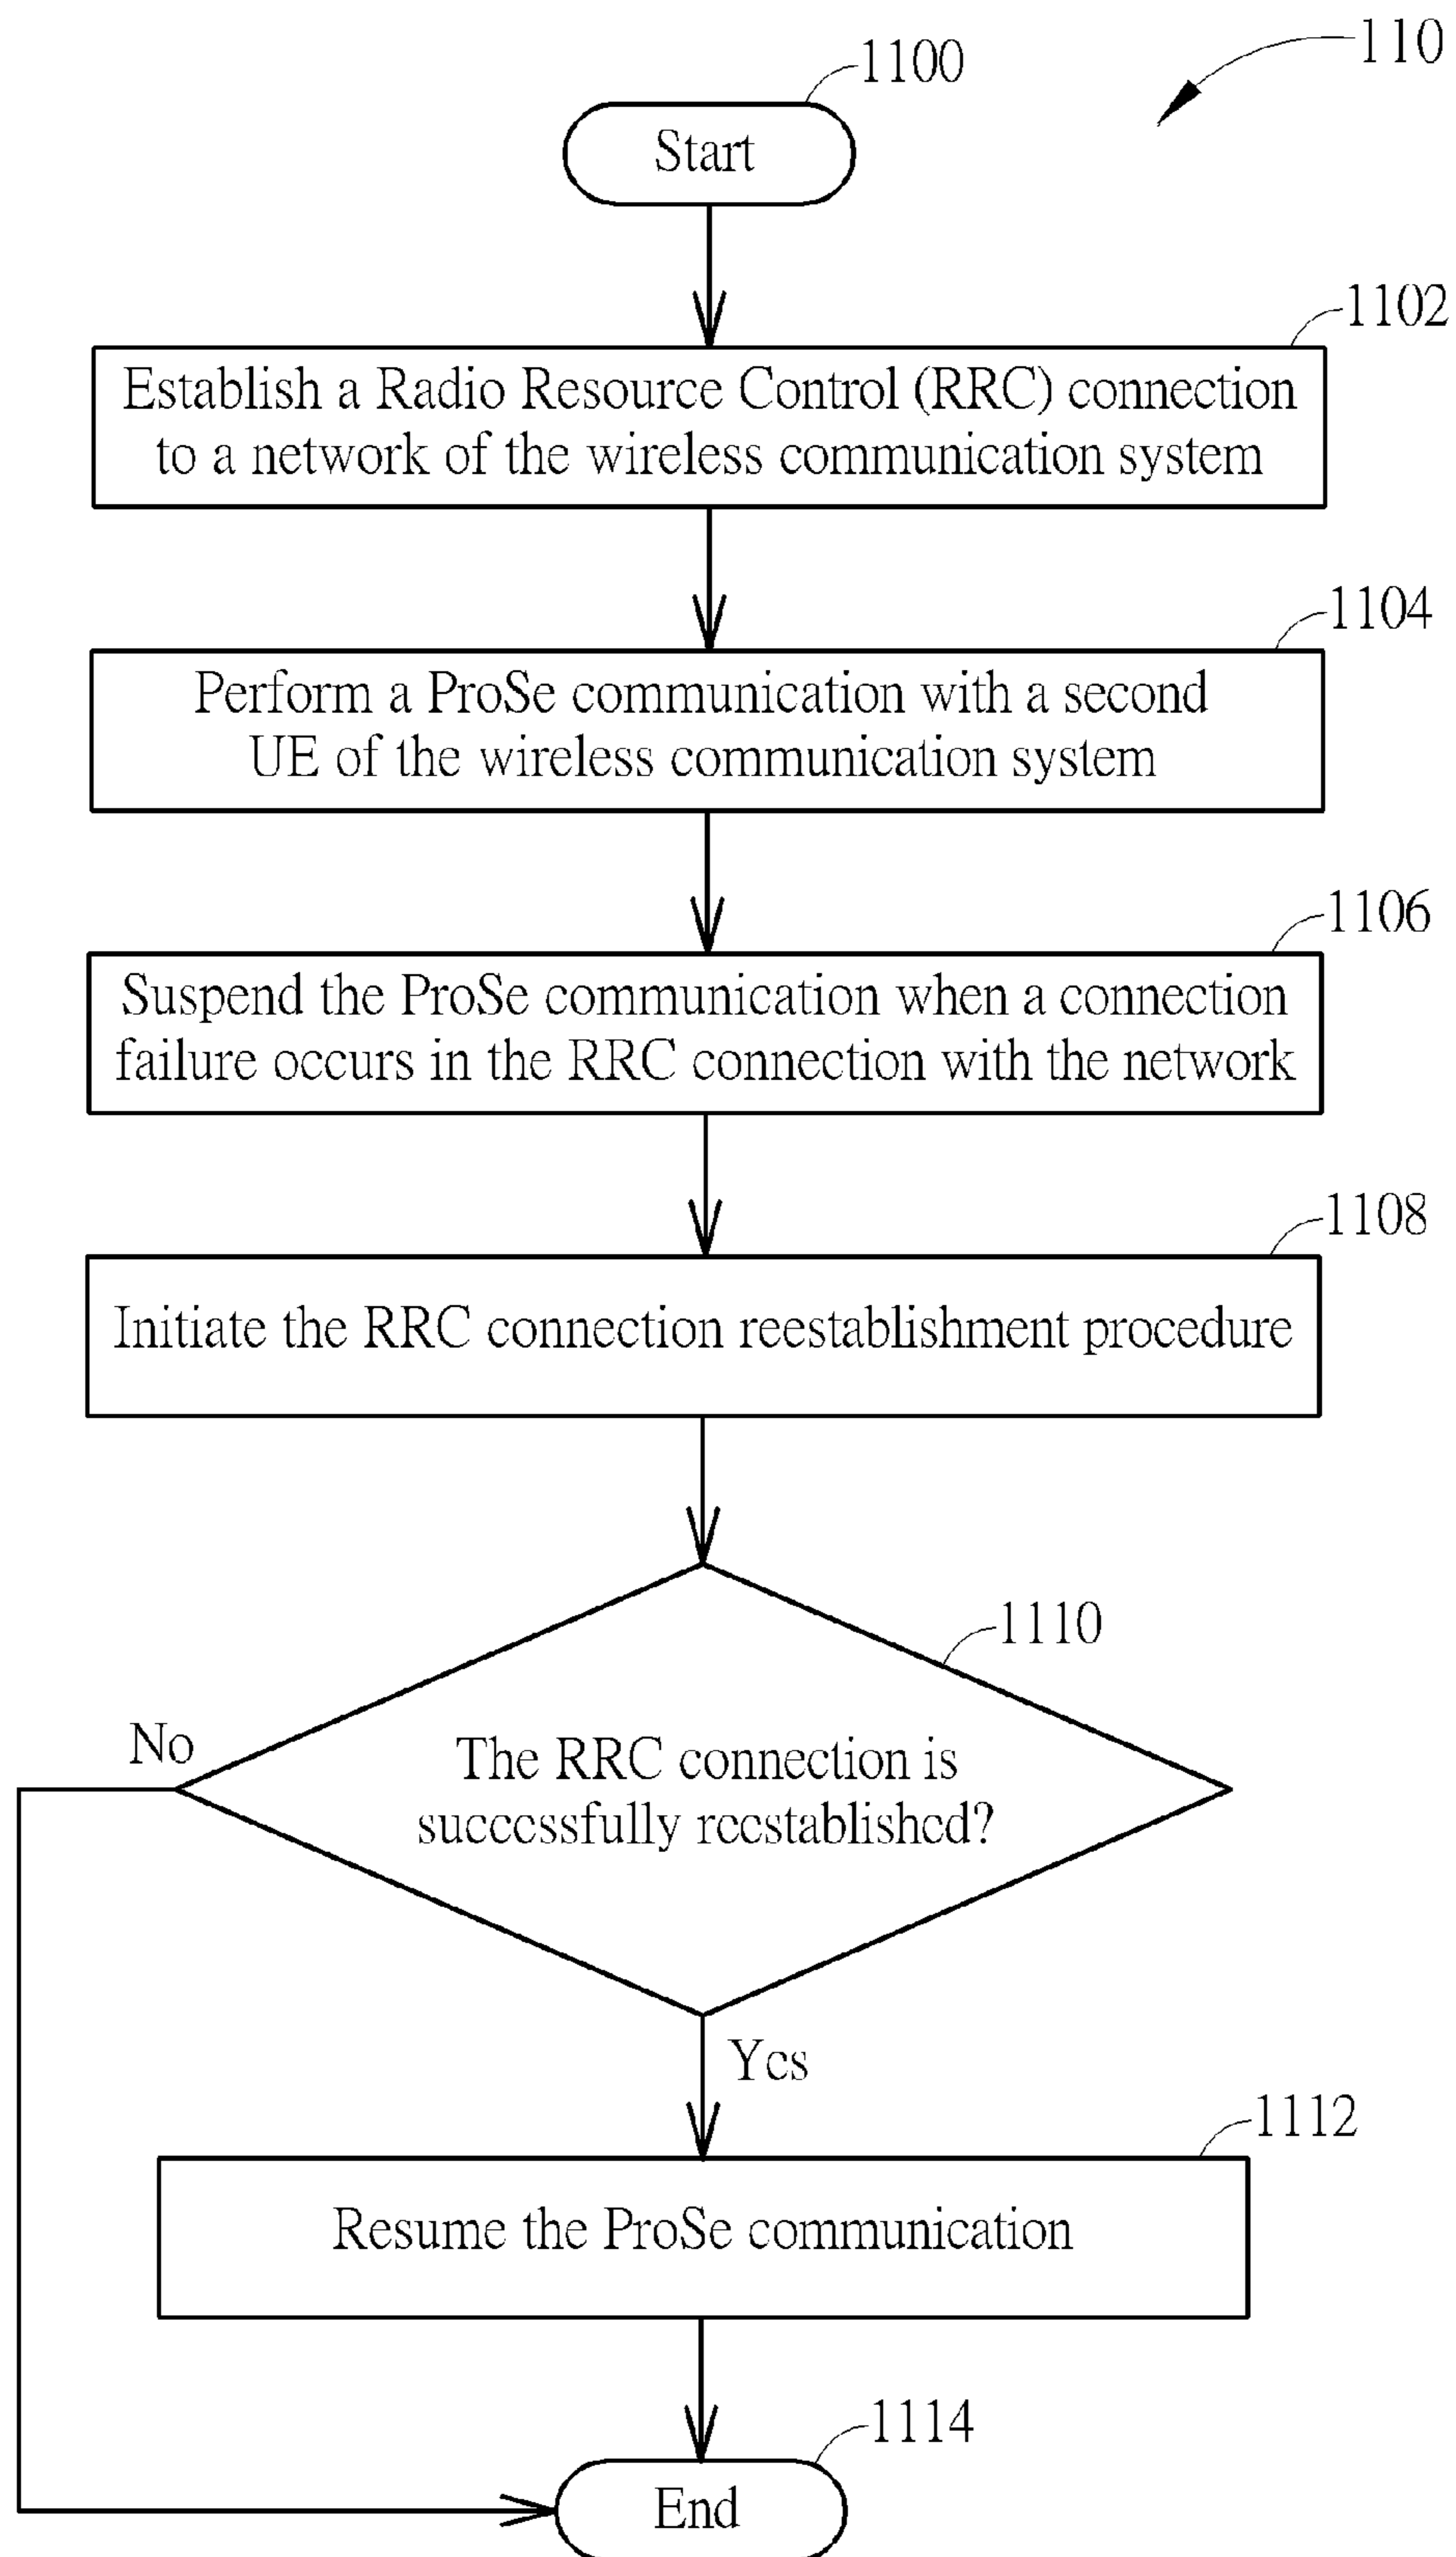 110
1100
Start
1102
Establish a Radio Resource Control (RRC) connection
to a network of the wireless communication system
1104
Perform a ProSe communication with a second
UE of the wireless communication system
1106
Suspend the ProSe communication when a connection
failure occurs in the RRC connection with the network
1108
Initiate the RRC connection reestablishment procedure
1110
The RRC connection is
successfully reestablished?
No
Yes
1112
Resume the ProSe communication
1114
End